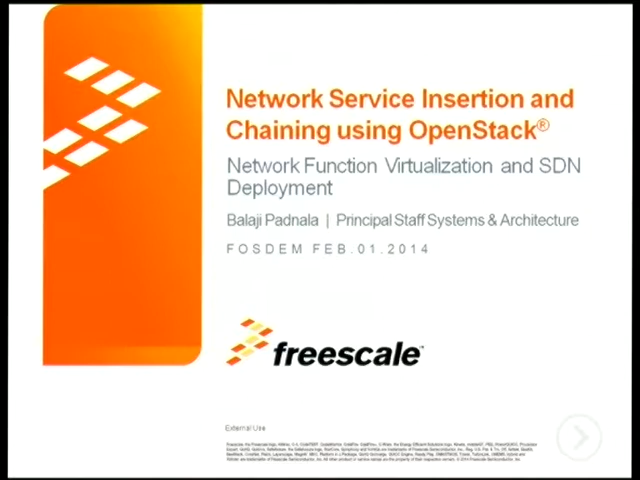 Network Service Insertion and
Chaining using OpenStack®
Network Function Virtualization and SDN
Deployment
Balaji Padnala | Principal Staff Systems & Architecture
FOSDEM FEB.01.2014
freescale™
External Use